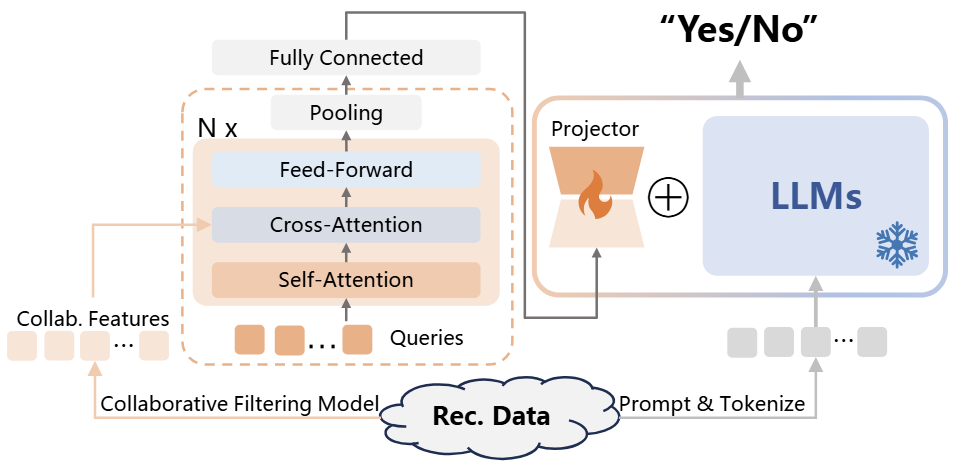 “Yes/No”
Fully Connected
Pooling
N x
Feed-Forward
Cross-Attention
Self-Attention
Queries
Collab. Features
...
...
Collaborative Filtering Model
Rec. Data
Prompt & Tokenize
...
Projector
LLMs